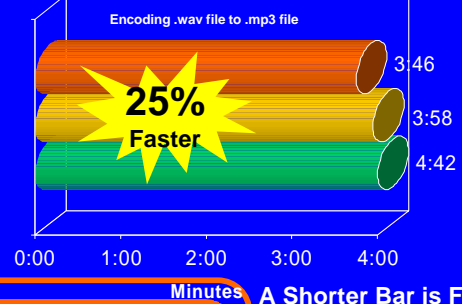 Encoding .wav file to .mp3 file
3:46
25%
Faster
3:58
4:42
0:00 1:00 2:00 3:00 4:00
Minutes
A Shorter Bar is F